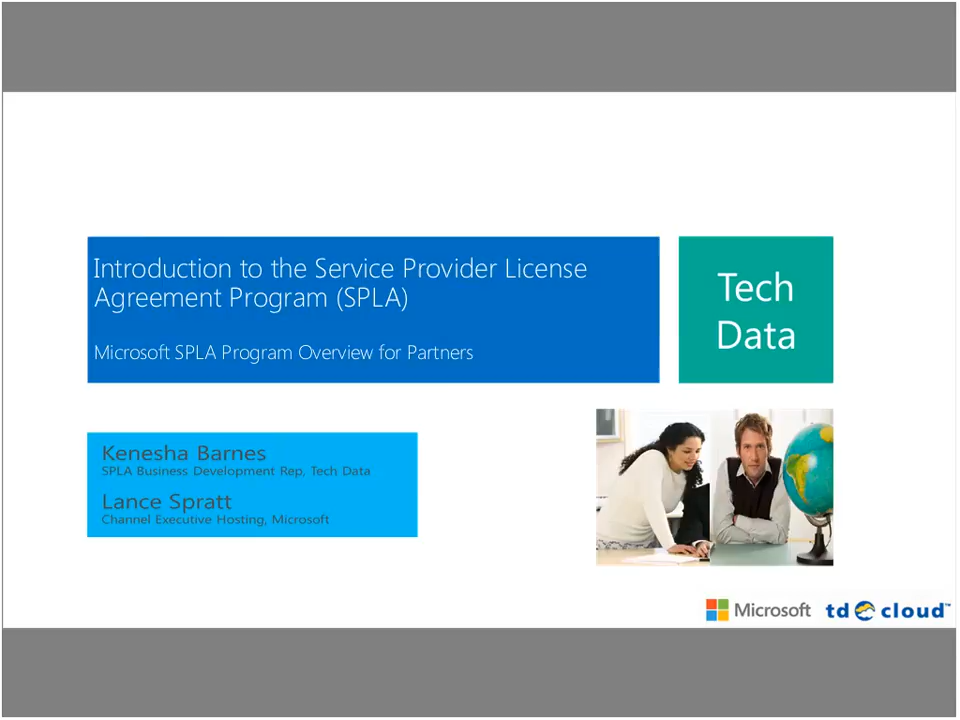 Introduction to the Service Provider License
Agreement Program (SPLA)
Microsoft SPLA Program Overview for Partners
Tech
Data
Kenesha Barnes
SPLA Business Development Rep, Tech Data
Lance Spratt
Channel Executive Hosting, Microsoft
Microsoft td cloud™